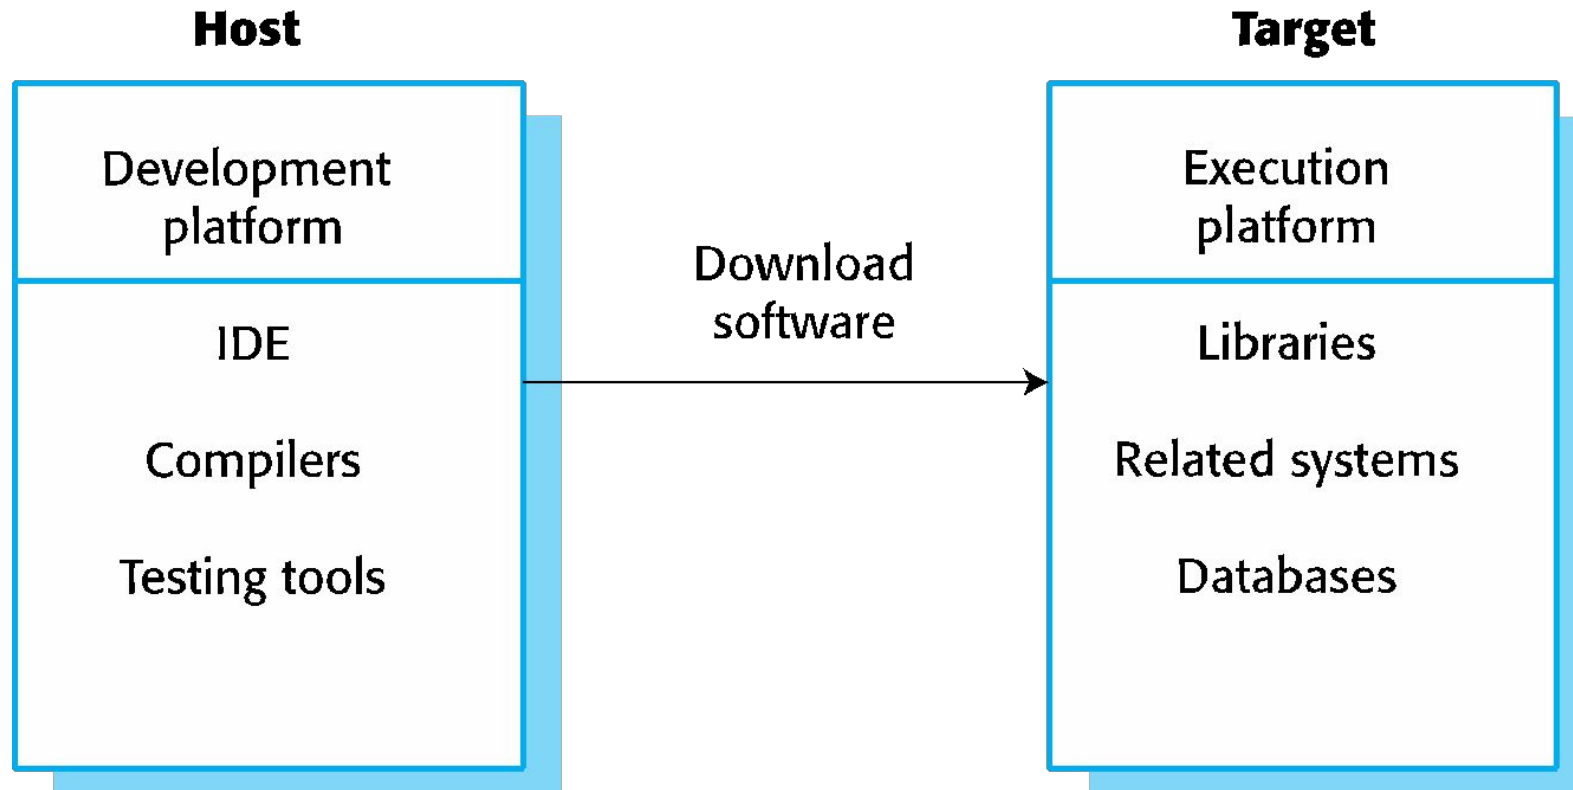 Host
Development
platform
IDE
Compilers
Testing tools
Download
software
Target
Execution
platform
Libraries
Related systems
Databases